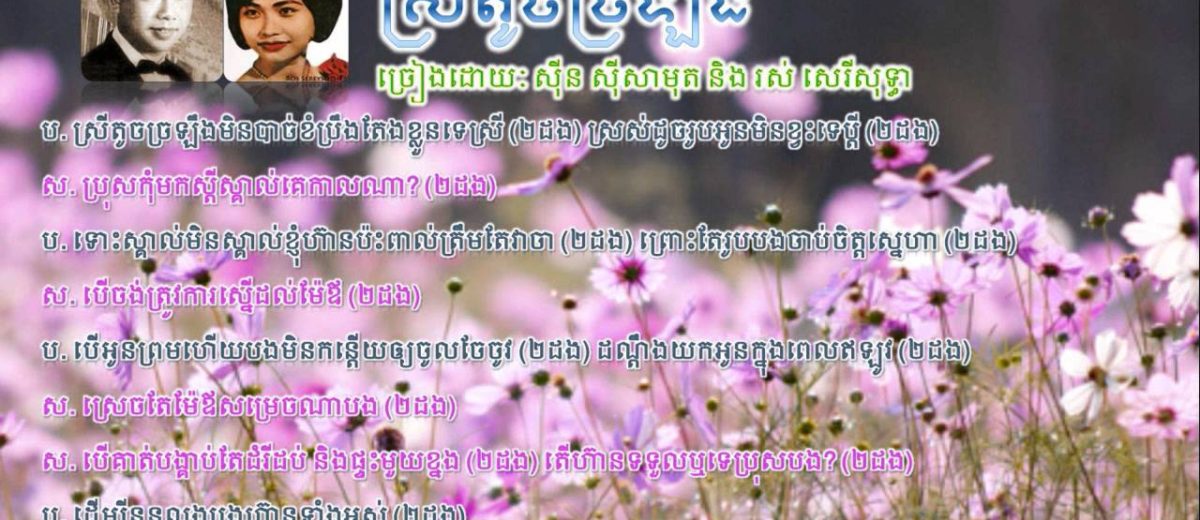 ស្រីតូចច្រឡឹង
ច្រៀងដោយ: ស៊ីន ស៊ីសាមុត និង រស់ សេរីសុទ្ធា
ប. ស្រីតូចច្រឡឹងមិនបាច់ខំប្រឹងតែងខ្លួនទេស្រី (២ដង) ស្រស់ដូចរូបអូនមិនខ្វះទេប្ដី (២ដង)
ស. ប្រុសកុំមកស្ដីស្គាល់គេកាលណា? (២ដង)
ប. ទោះស្គាល់មិនស្គាល់ខ្ញុំហ៊ានប៉ះពាល់ត្រឹមតែវាចា (២ដង) ព្រោះតែរូបបងចាប់ចិត្តស្នេហា (២ដង)
ស. បើចង់ត្រូវការស្នើដល់ម៉ែឪ (២ដង)
ប. បើអូនព្រមហើយបងមិនកន្តើយឲ្យចូលចែចូវ (២ដង) ដណ្ដឹងយកអូនក្នុងពេលឥឡូវ (២ដង)
ស. ស្រេចតែម៉ែឪសម្រេចណាបង (២ដង)
ស. បើគាត់បង្គាប់តែដំរីដប់ និងផ្ទះមួយខ្នង (២ដង) តើហ៊ានទទួលឬទេប្រុសបង? (២ដង)